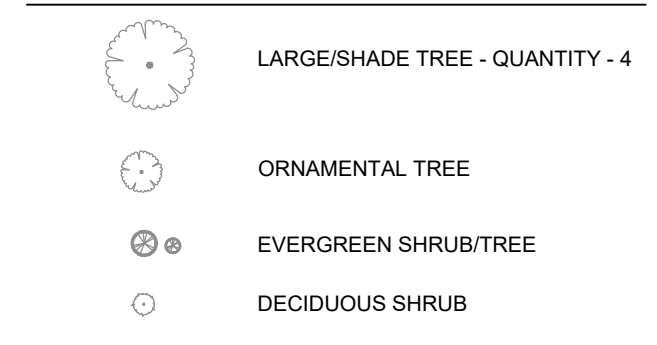 LARGE/SHADE TREE - QUANTITY - 4
ORNAMENTAL TREE
EVERGREEN SHRUB/TREE
DECIDUOUS SHRUB